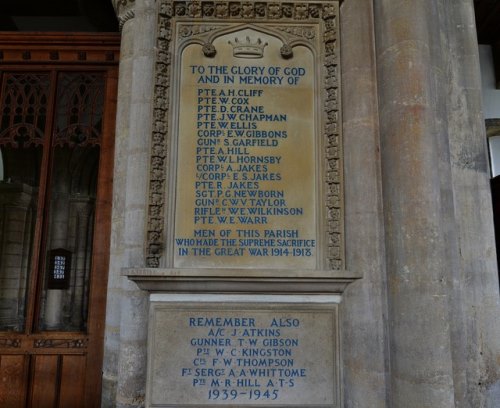 TO THE GLORY OF GOD
AND IN MEMORY OF
PTE. A.H. CLIFF
PTE. W. COX
PTE. D. CRANE
PTE. J.W CHAPMAN
PTE. W. ELLIS
CORPL E.W. GIBBONS
GUNR S. GARFIELD
PTE. A. HILL
PTE W.L. HORNSBY
CORPL A. JAKES
L/CORPL E.S. JAKES
PTE. R. JAKES
SGT. P.G. NEWBORN
GUNR C.W.V. TAYLOR
RIFLEN W.E. WILKINSON
PTE W.E. WARR
MEN OF THIS PARISH
WHO MADE THE SUPREME SACRIFICE
IN THE GREAT WAR 1914-1918
REMEMBER ALSO
A/C J ATKINS
GUNNER T·W GIBSON
PTE W·C·KINGSTON
F·W·THOMPSON
FT SERGT A·A·WHITTOME
PTE M·R·HILL A·T·S
1939-1945